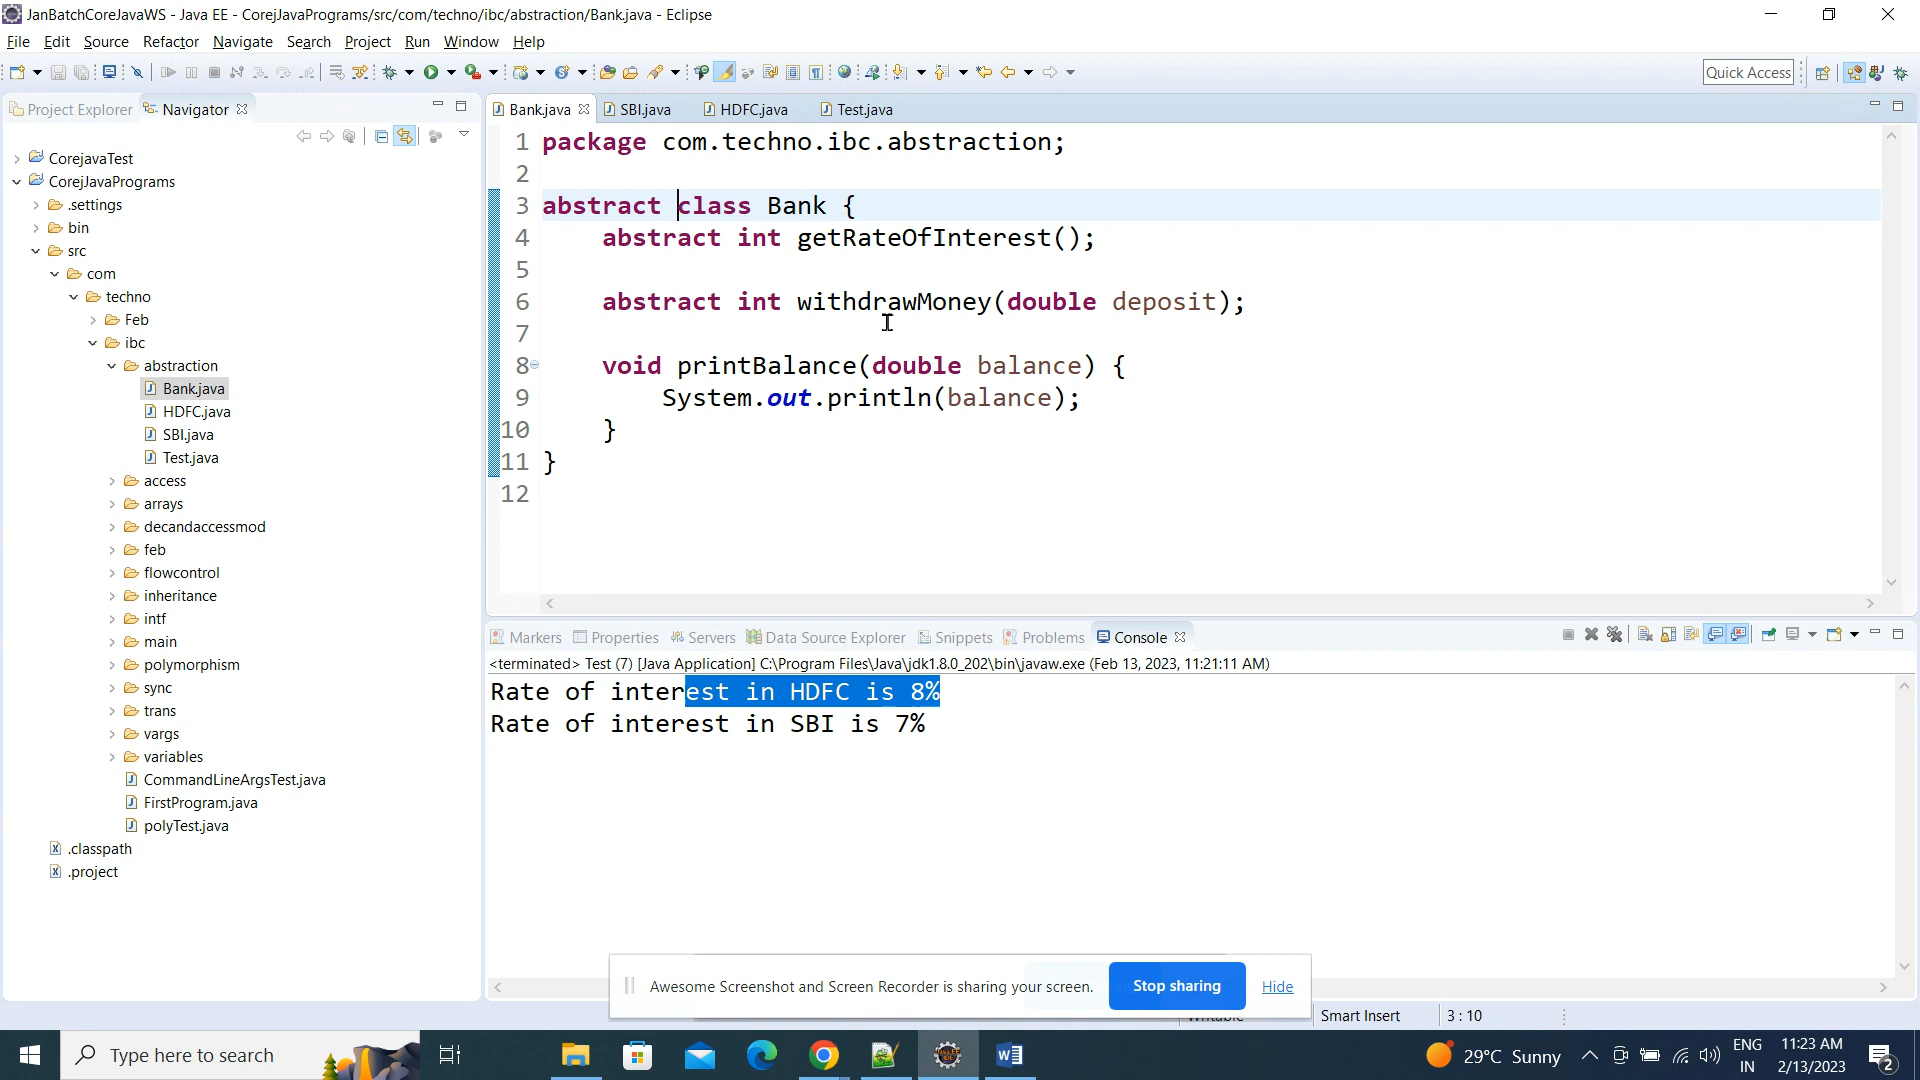 JanBatchCoreJavaWS - Java EE - CorejJavaPrograms/src/com/techno/ibc/abstraction/Bank.java - Eclipse
File Edit Source Refactor Navigate Search Project Run Window Help
Quick Access
Project Explorer Navigator
CorejavaTest
CorejJavaPrograms
.settings
bin
src
com
techno
Feb
ibc
abstraction
Bank.java
HDFC.java
SBI.java
Test.java
access
arrays
decandaccessmod
feb
flowcontrol
inheritance
intf
main
polymorphism
sync
trans
vargs
variables
CommandLineArgsTest.java
FirstProgram.java
polyTest.java
.classpath
.project
Bank.java SBI.java HDFC.java Test.java
1 package com.techno.ibc.abstraction;
2
3 abstract class Bank {
4 abstract int getRateOfInterest();
5
6 abstract int withdrawMoney(double deposit);
7
8 void printBalance(double balance) {
9 System.out.println(balance);
10 }
11 }
12
Markers Properties Servers Data Source Explorer Snippets Problems Console
<terminated> Test (7) [Java Application] C:\Program Files\Java\jdk1.8.0_202\bin\javaw.exe (Feb 13, 2023, 11:21:11 AM)
Rate of interest in HDFC is 8%
Rate of interest in SBI is 7%
Awesome Screenshot and Screen Recorder is sharing your screen. Stop sharing Hide
Smart Insert 3 : 10
Type here to search
29°C Sunny
ENG
IN
11:23 AM
2/13/2023
2